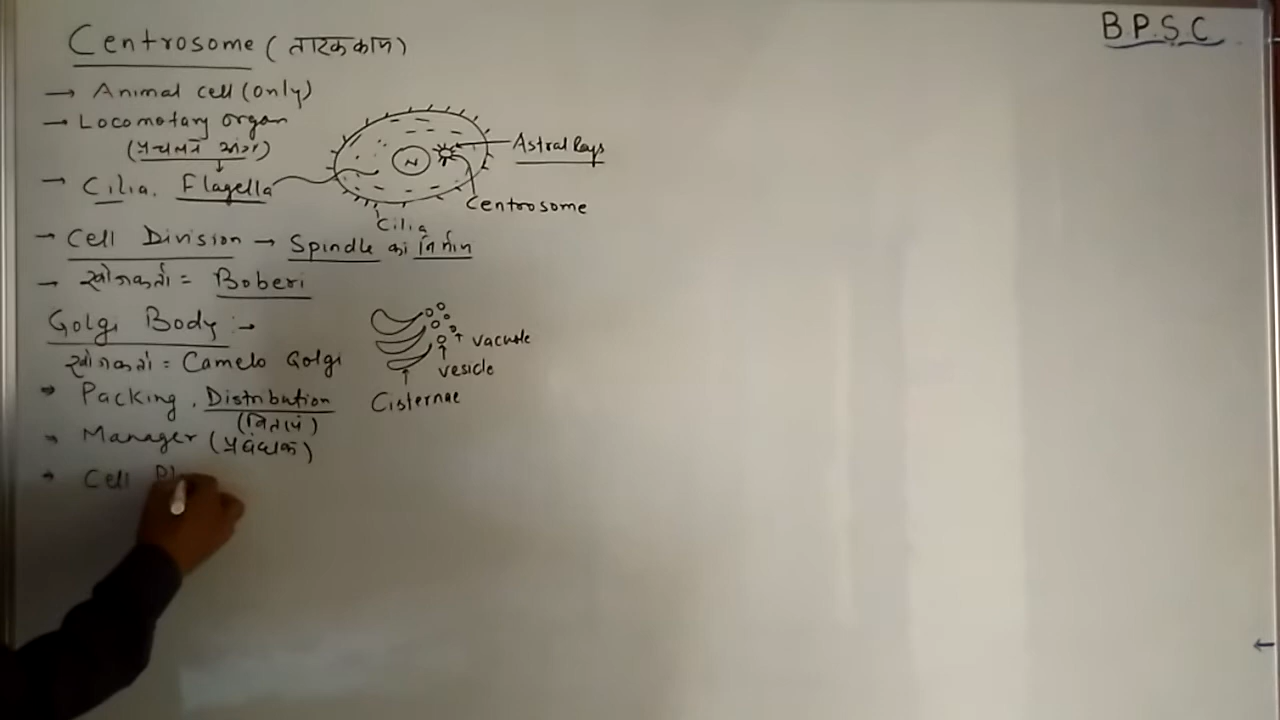 Centrosome (तारककाय)
B.P.S.C
→ Animal cell (only)
→ Locomotary organ
(प्रचलन अंग)
→ Cilia, Flagella
Astral Rays
N
Centrosome
Cilia
→ Cell Division → Spindle का निर्माण
→ खोजकर्ता = Boberi
Golgi Body :→
खोजकर्ता = Camelo Golgi
vacuole
vesicle
Cisternae
→ Packing, Distribution
(वितरण)
→ Manager (प्रबंधक)
→ Cell Pl
←